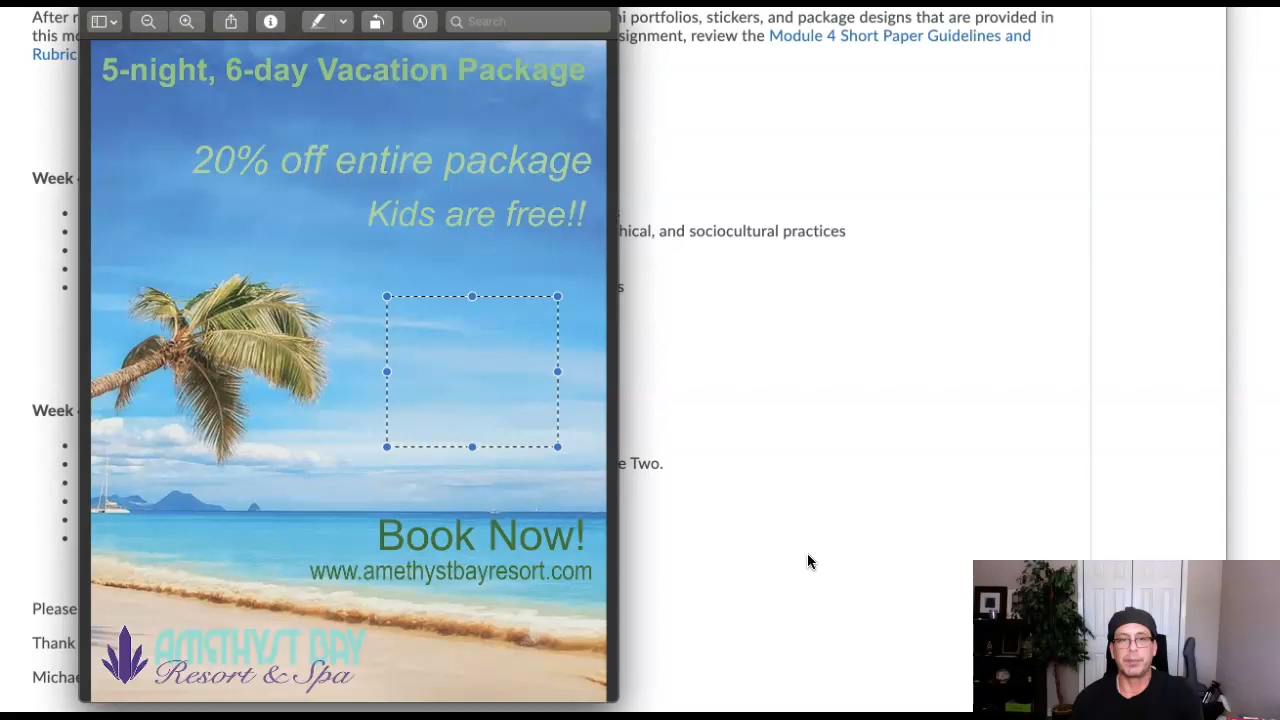 After r
i portfolios, stickers, and package designs that are provided in
this mo
signment, review the Module 4 Short Paper Guidelines and
Rubric
Search
5-night, 6-day Vacation Package
20% off entire package
Week
Kids are free!!
hical, and sociocultural practices
s
Week
e Two.
Book Now!
www.amethystbayresort.com
Please
Thank
AMETHYST BAY
Resort & Spa
Michae